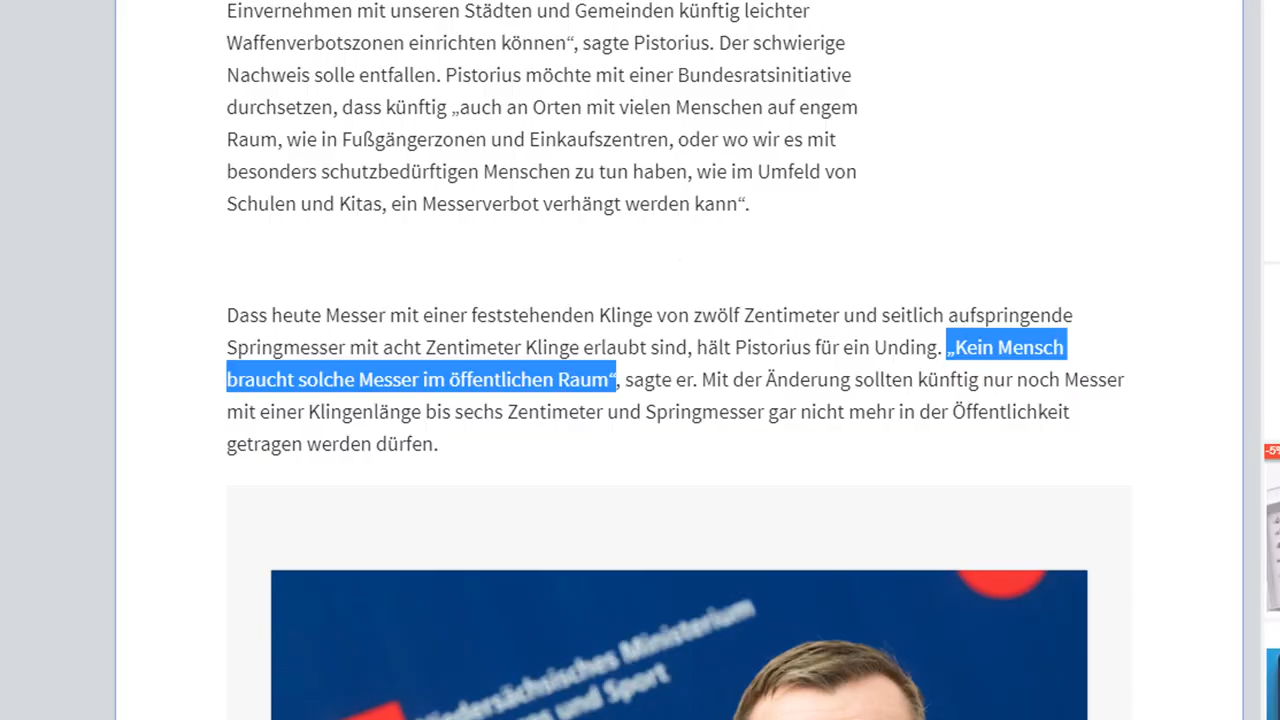 Einvernehmen mit unseren Städten und Gemeinden künftig leichter
Waffenverbotszonen einrichten können“, sagte Pistorius. Der schwierige
Nachweis solle entfallen. Pistorius möchte mit einer Bundesratsinitiative
durchsetzen, dass künftig „auch an Orten mit vielen Menschen auf engem
Raum, wie in Fußgängerzonen und Einkaufszentren, oder wo wir es mit
besonders schutzbedürftigen Menschen zu tun haben, wie im Umfeld von
Schulen und Kitas, ein Messerverbot verhängt werden kann“.
Dass heute Messer mit einer feststehenden Klinge von zwölf Zentimeter und seitlich aufspringende
Springmesser mit acht Zentimeter Klinge erlaubt sind, hält Pistorius für ein Unding. „Kein Mensch
braucht solche Messer im öffentlichen Raum“, sagte er. Mit der Änderung sollten künftig nur noch Messer
mit einer Klingenlänge bis sechs Zentimeter und Springmesser gar nicht mehr in der Öffentlichkeit
getragen werden dürfen.
Niedersächsisches Ministerium
und Sport